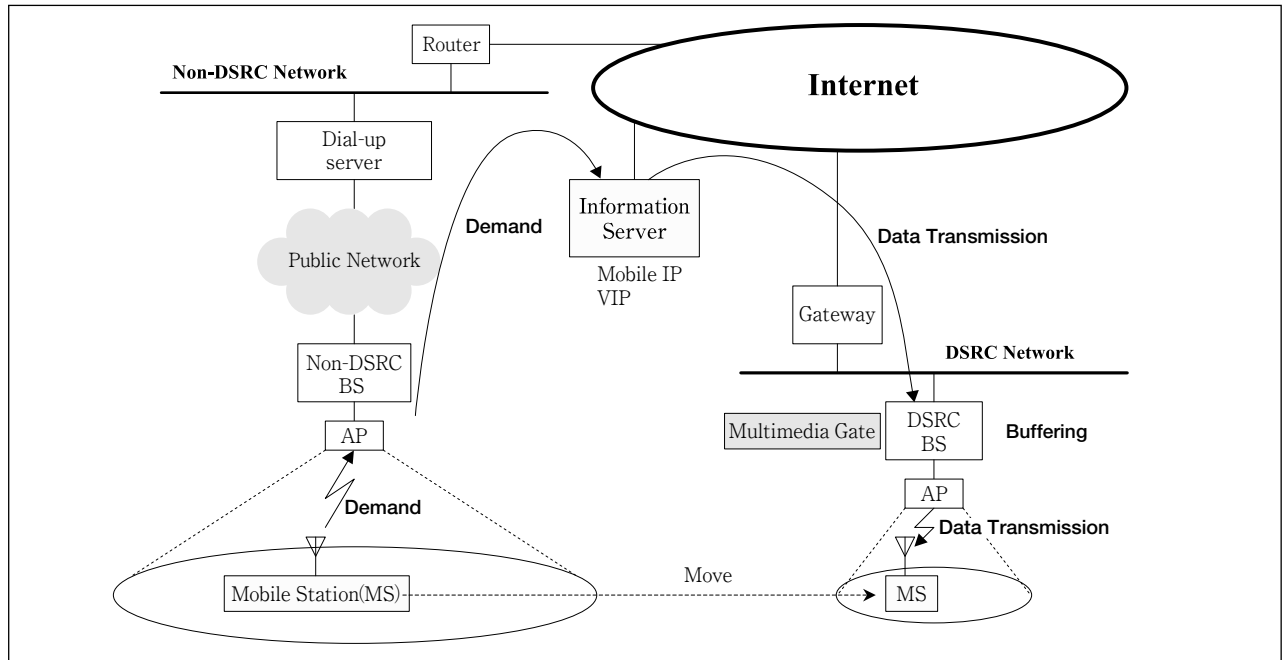 Router
Non-DSRC Network
Internet
Dial-up
server
Information
Server
Demand
Data Transmission
Public Network
Mobile IP
VIP
Gateway
Non-DSRC
BS
DSRC Network
AP
Multimedia Gate
DSRC
BS
Buffering
AP
Demand
Data Transmission
Move
Mobile Station(MS)
MS